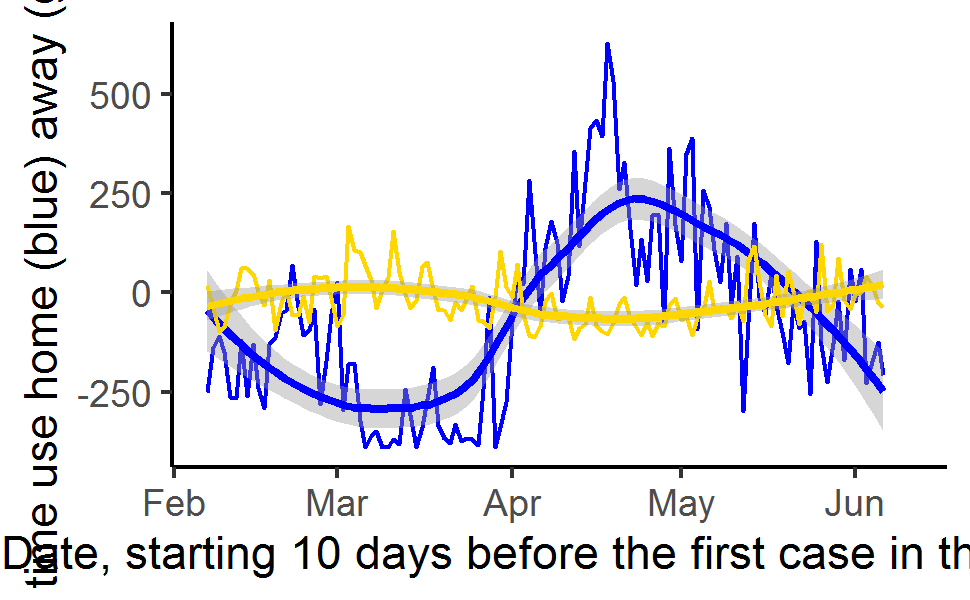 time use home (blue) away (
500
250
0
-250
Feb Mar Apr May Jun
Date, starting 10 days before the first case in th